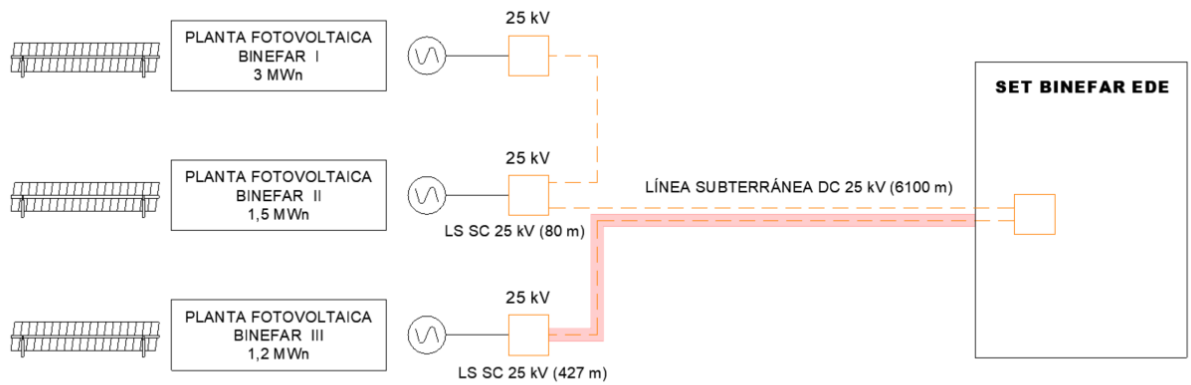 25 kV
PLANTA FOTOVOLTAICA
BINEFAR I
3 MWn
SET BINEFAR EDE
25 kV
PLANTA FOTOVOLTAICA
BINEFAR II
1,5 MWn
LÍNEA SUBTERRÁNEA DC 25 kV (6100 m)
LS SC 25 kV (80 m)
25 kV
PLANTA FOTOVOLTAICA
BINEFAR III
1,2 MWn
LS SC 25 kV (427 m)